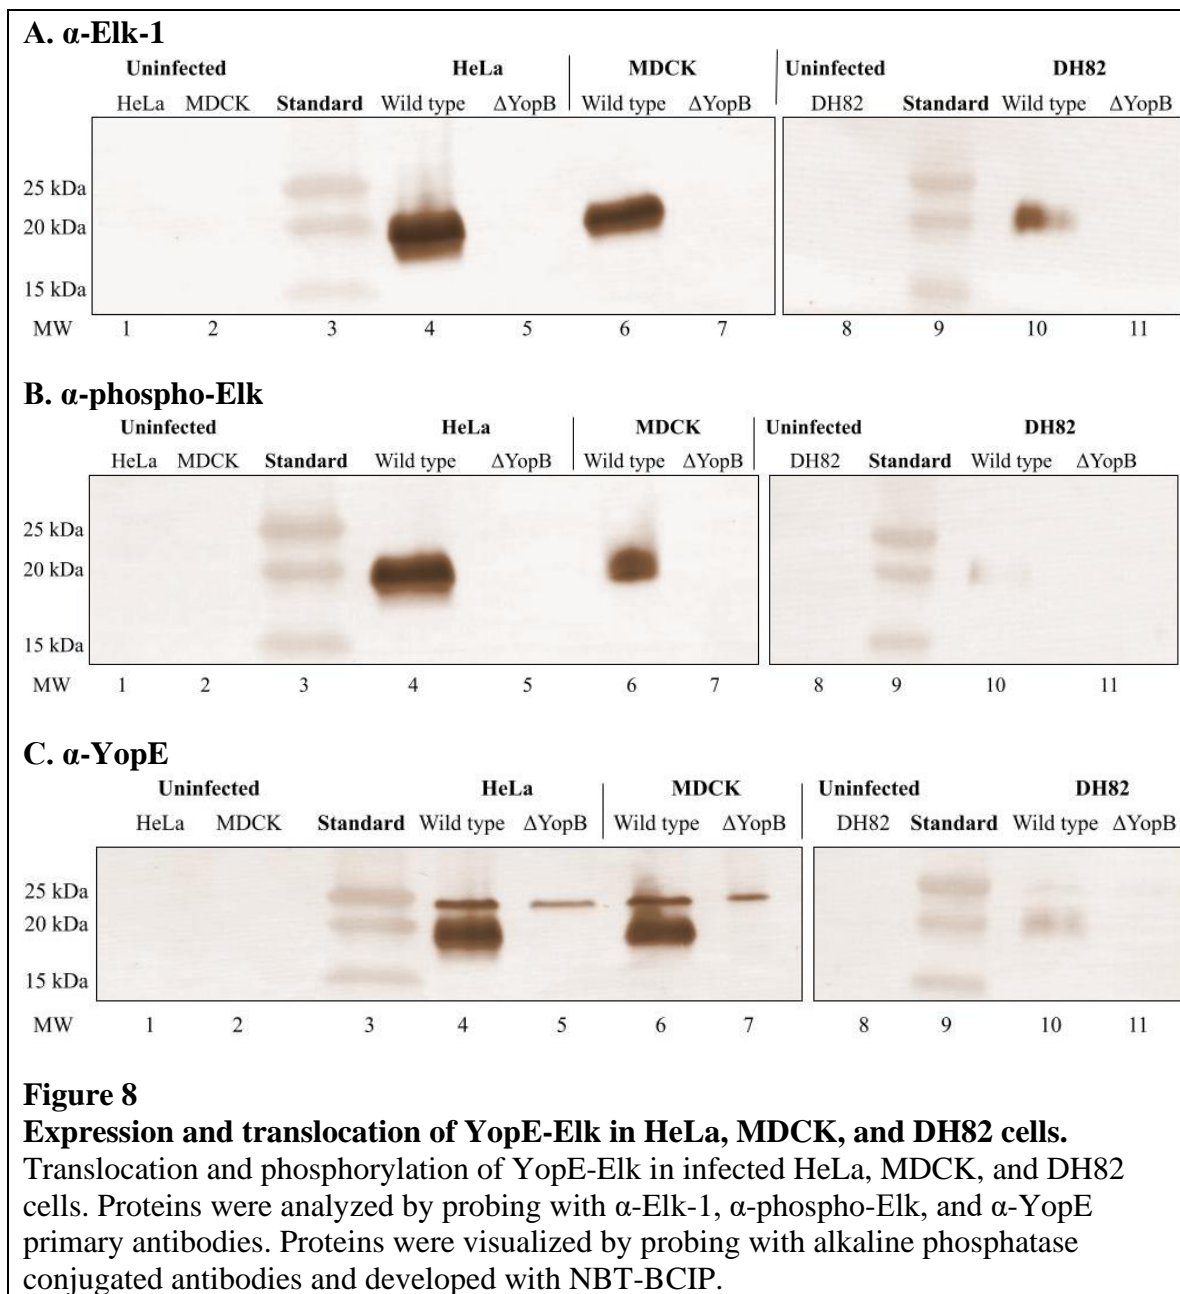 A. α-Elk-1
Uninfected HeLa MDCK Uninfected DH82
HeLa MDCK Standard Wild type ΔYopB Wild type ΔYopB DH82 Standard Wild type ΔYopB
25 kDa
20 kDa
15 kDa
MW 1 2 3 4 5 6 7 8 9 10 11
B. α-phospho-Elk
Uninfected HeLa MDCK Uninfected DH82
HeLa MDCK Standard Wild type ΔYopB Wild type ΔYopB DH82 Standard Wild type ΔYopB
25 kDa
20 kDa
15 kDa
MW 1 2 3 4 5 6 7 8 9 10 11
C. α-YopE
Uninfected HeLa MDCK Uninfected DH82
HeLa MDCK Standard Wild type ΔYopB Wild type ΔYopB DH82 Standard Wild type ΔYopB
25 kDa
20 kDa
15 kDa
MW 1 2 3 4 5 6 7 8 9 10 11
Figure 8
Expression and translocation of YopE-Elk in HeLa, MDCK, and DH82 cells.
Translocation and phosphorylation of YopE-Elk in infected HeLa, MDCK, and DH82
cells. Proteins were analyzed by probing with α-Elk-1, α-phospho-Elk, and α-YopE
primary antibodies. Proteins were visualized by probing with alkaline phosphatase
conjugated antibodies and developed with NBT-BCIP.